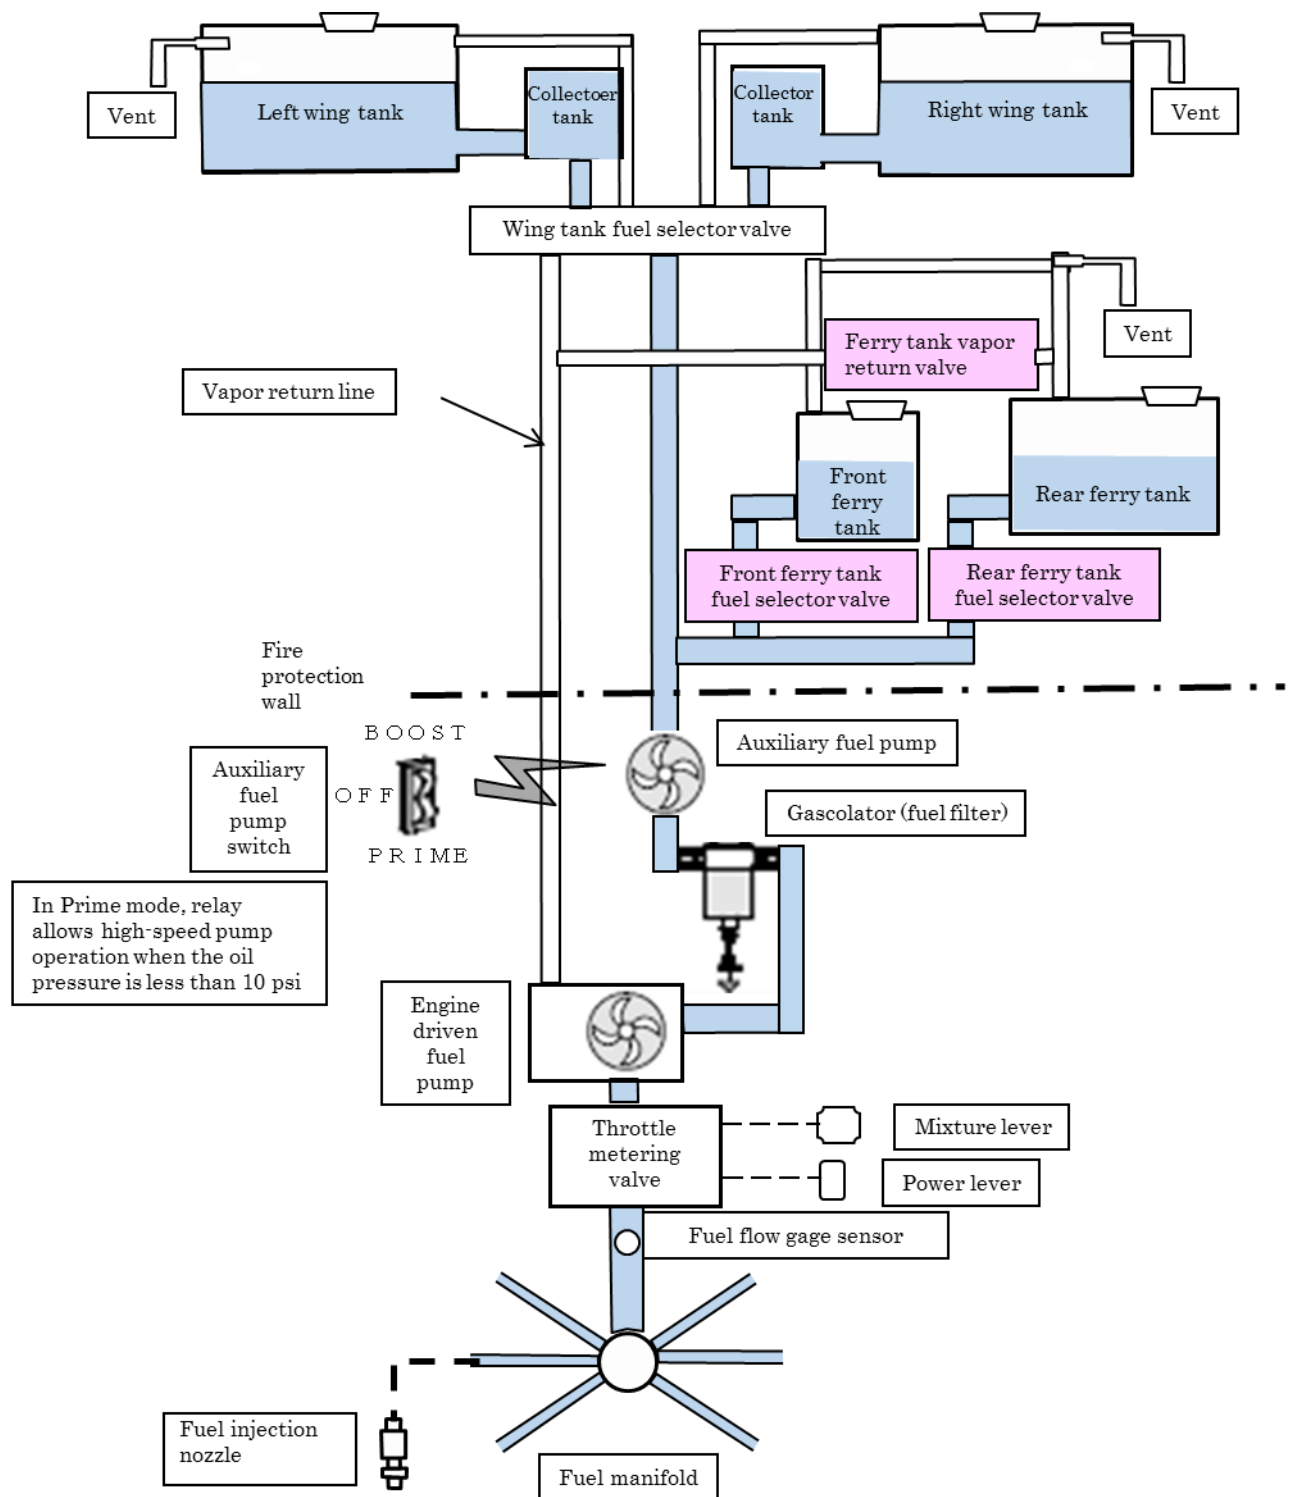 Vent
Left wing tank
Collectoer
tank
Collector
tank
Right wing tank
Vent
Wing tank fuel selector valve
Ferry tank vapor
return valve
Vent
Vapor return line
Front
ferry
tank
Rear ferry tank
Front ferry tank
fuel selector valve
Rear ferry tank
fuel selector valve
Fire
protection
wall
BOOST
OFF
PRIME
Auxiliary
fuel
pump
switch
Auxiliary fuel pump
Gascolator (fuel filter)
In Prime mode, relay
allows high-speed pump
operation when the oil
pressure is less than 10 psi
Engine
driven
fuel
pump
Throttle
metering
valve
Mixture lever
Power lever
Fuel flow gage sensor
Fuel injection
nozzle
Fuel manifold